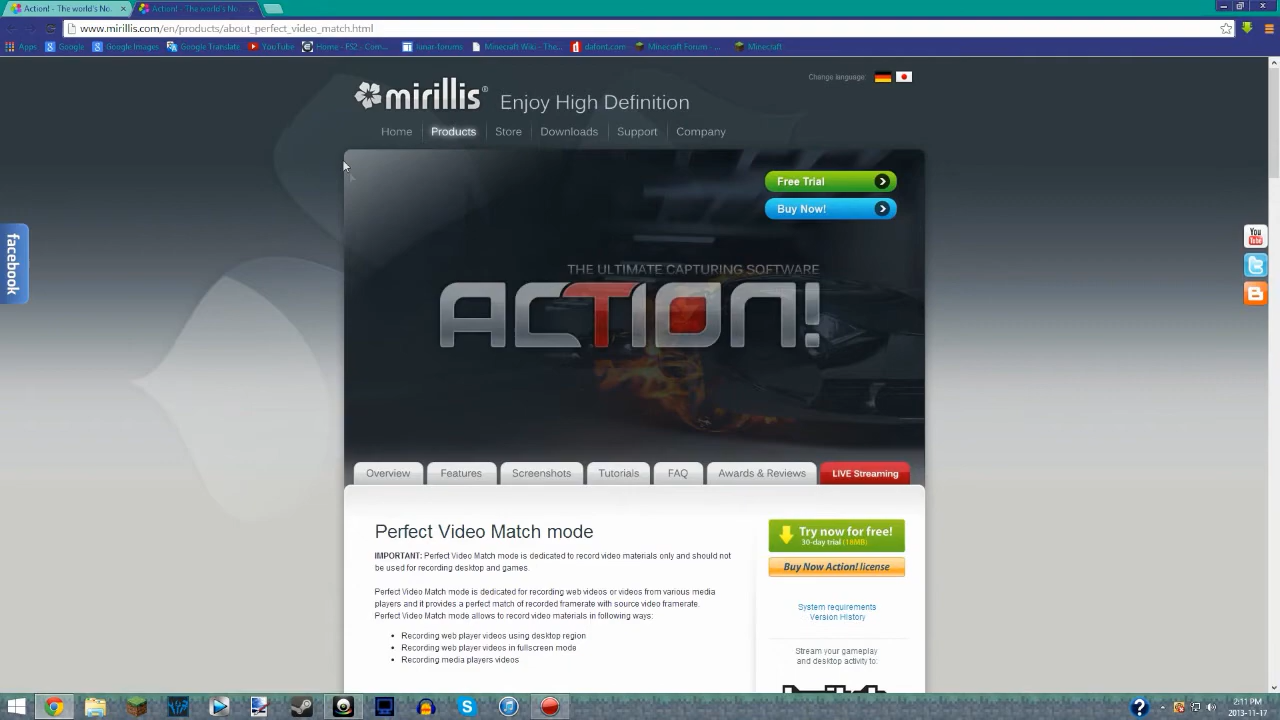 Action! - The world's No...
Action! - The world's No...
www.mirillis.com/en/products/about_perfect_video_match.html
Apps
Google
Google Images
Google Translate
YouTube
Home - FS2 - Com...
lunar-forums
Minecraft Wiki - The...
dafont.com
Minecraft Forum - ...
Minecraft
Change language:
mirillis® Enjoy High Definition
Home
Products
Store
Downloads
Support
Company
Free Trial
Buy Now!
facebook
You Tube
THE ULTIMATE CAPTURING SOFTWARE
ACTION!
Overview
Features
Screenshots
Tutorials
FAQ
Awards & Reviews
LIVE Streaming
Perfect Video Match mode
IMPORTANT: Perfect Video Match mode is dedicated to record video materials only and should not
be used for recording desktop and games.
Perfect Video Match mode is dedicated for recording web videos or videos from various media
players and it provides a perfect match of recorded framerate with source video framerate.
Perfect Video Match mode allows to record video materials in following ways:
Recording web player videos using desktop region
Recording web player videos in fullscreen mode
Recording media players videos
Try now for free!
30-day trial (18MB)
Buy Now Action! license
System requirements
Version History
Stream your gameplay
and desktop activity to:
2:11 PM
2013-11-17